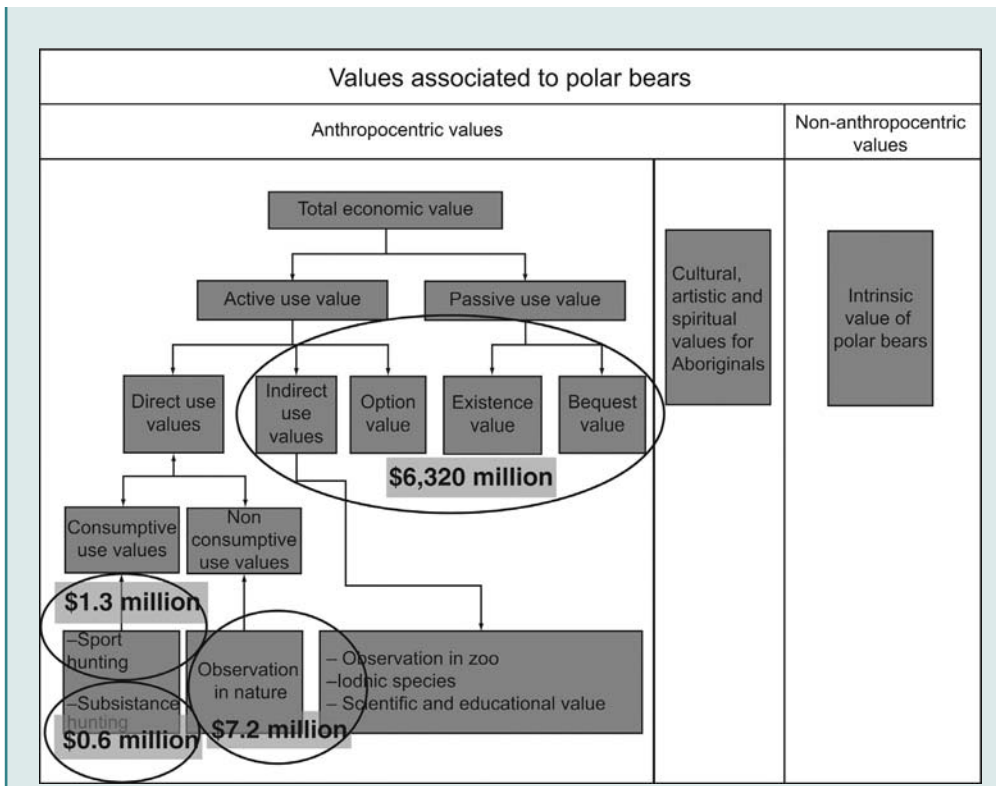 Values associated to polar bears
Anthropocentric values
Non-anthropocentric
values
Total economic value
Active use value
Passive use value
Cultural,
artistic and
spiritual
values for
Aboriginals
Intrinsic
value of
polar bears
Direct use
values
Indirect
use
values
Option
value
Existence
value
Bequest
value
$6,320 million
Consumptive
use values
Non
consumptive
use values
$1.3 million
–Sport
hunting
–Subsistance
hunting
$0.6 million
Observation
in nature
$7.2 million
– Observation in zoo
–Iodnic species
– Scientific and educational value